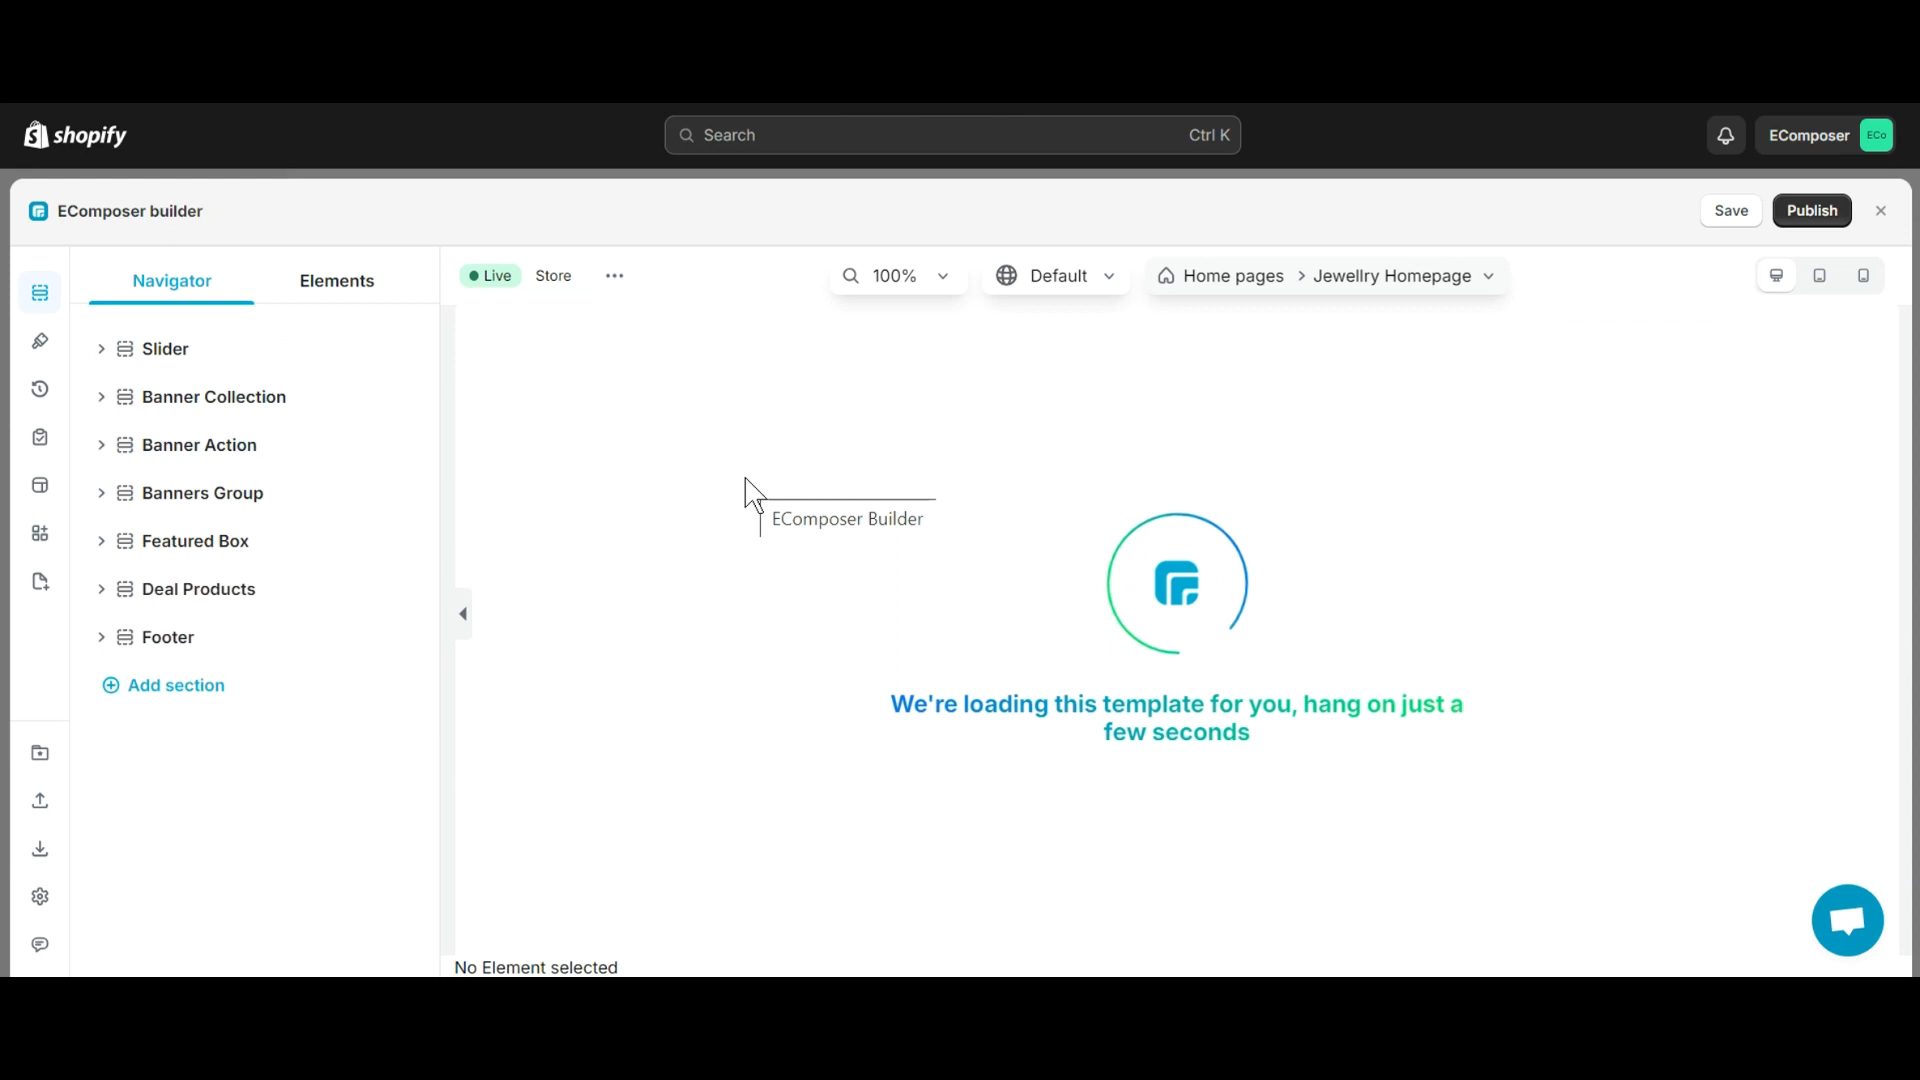 shopify
Search Ctrl K
EComposer ECo
EComposer builder
Save Publish
Navigator Elements
Live Store
100% Default Home pages > Jewellry Homepage
Slider
Banner Collection
Banner Action
Banners Group
Featured Box
Deal Products
Footer
Add section
EComposer Builder
We're loading this template for you, hang on just a
few seconds
No Element selected